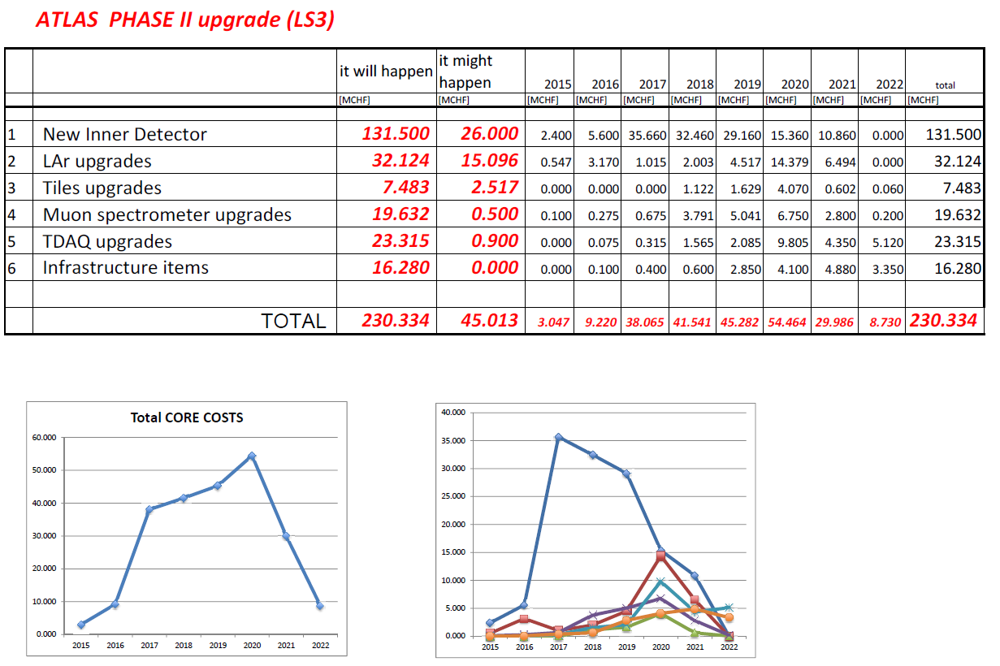 ATLAS PHASE II upgrade (LS3)
it will happen it might happen 2015 2016 2017 2018 2019 2020 2021 2022 total
[MCHF] [MCHF] [MCHF] [MCHF] [MCHF] [MCHF] [MCHF] [MCHF] [MCHF] [MCHF] [MCHF]
1 New Inner Detector 131.500 26.000 2.400 5.600 35.660 32.460 29.160 15.360 10.860 0.000 131.500
2 LAr upgrades 32.124 15.096 0.547 3.170 1.015 2.003 4.517 14.379 6.494 0.000 32.124
3 Tiles upgrades 7.483 2.517 0.000 0.000 0.000 1.122 1.629 4.070 0.602 0.060 7.483
4 Muon spectrometer upgrades 19.632 0.500 0.100 0.275 0.675 3.791 5.041 6.750 2.800 0.200 19.632
5 TDAQ upgrades 23.315 0.900 0.000 0.075 0.315 1.565 2.085 9.805 4.350 5.120 23.315
6 Infrastructure items 16.280 0.000 0.000 0.100 0.400 0.600 2.850 4.100 4.880 3.350 16.280
TOTAL 230.334 45.013 3.047 9.220 38.065 41.541 45.282 54.464 29.986 8.730 230.334
Total CORE COSTS
60.000
50.000
40.000
30.000
20.000
10.000
0.000
2015 2016 2017 2018 2019 2020 2021 2022
40.000
35.000
30.000
25.000
20.000
15.000
10.000
5.000
0.000
2015 2016 2017 2018 2019 2020 2021 2022